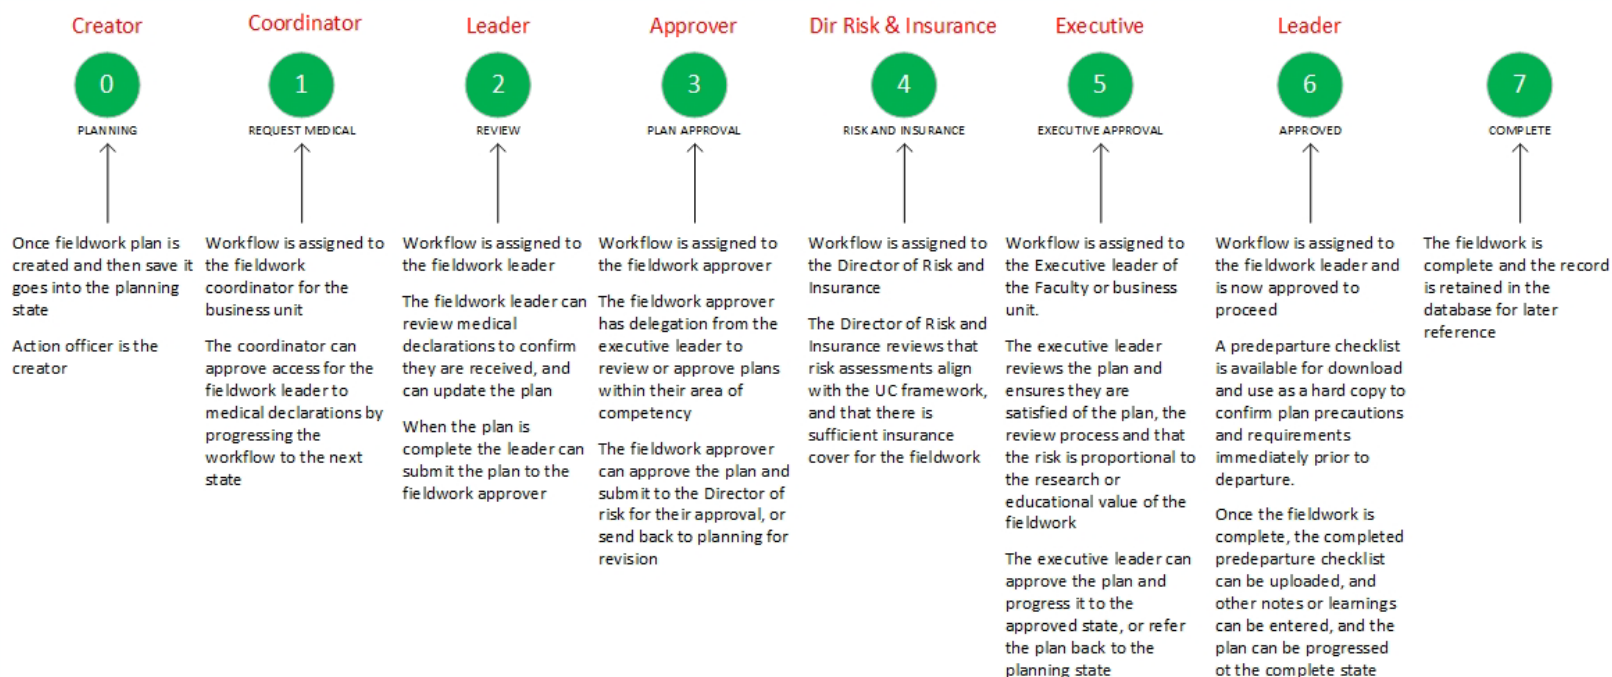 Creator
Coordinator
Leader
Approver
Dir Risk & Insurance
Executive
Leader
0
1
2
3
4
5
6
7
PLANNING
REQUEST MEDICAL
REVIEW
PLAN APPROVAL
RISK AND INSURANCE
EXECUTIVE APPROVAL
APPROVED
COMPLETE
Once fieldwork plan is
created and then save it
goes into the planning
state
Action officer is the
creator
Workflow is assigned to
the fieldwork
coordinator for the
business unit
The coordinator can
approve access for the
fieldwork leader to
medical declarations by
progressing the
workflow to the next
state
Workflow is assigned to
the fieldwork leader
The fieldwork leader can
review medical
declarations to confirm
they are received, and
can update the plan
When the plan is
complete the leader can
submit the plan to the
fieldwork approver
Workflow is assigned to
the fieldwork approver
The fieldwork approver
has delegation from the
executive leader to
review or approve plans
within their area of
competency
The fieldwork approver
can approve the plan and
submit to the Director of
risk for their approval, or
send back to planning for
revision
Workflow is assigned to
the Director of Risk and
Insurance
The Director of Risk and
Insurance reviews that
risk assessments align
with the UC framework,
and that there is
sufficient insurance
cover for the fieldwork
Workflow is assigned to
the Executive leader of
the Faculty or business
unit.
The executive leader
reviews the plan and
ensures they are
satisfied of the plan, the
review process and that
the risk is proportional to
the research or
educational value of the
fieldwork
The executive leader can
approve the plan and
progress it to the
approved state, or refer
the plan back to the
planning state
Workflow is assigned to
the fieldwork leader and
is now approved to
proceed
A predeparture checklist
is available for download
and use as a hard copy to
confirm plan precautions
and requirements
immediately prior to
departure.
Once the fieldwork is
complete, the completed
predeparture checklist
can be uploaded, and
other notes or learnings
can be entered, and the
plan can be progressed
ot the complete state
The fieldwork is
complete and the record
is retained in the
database for later
reference